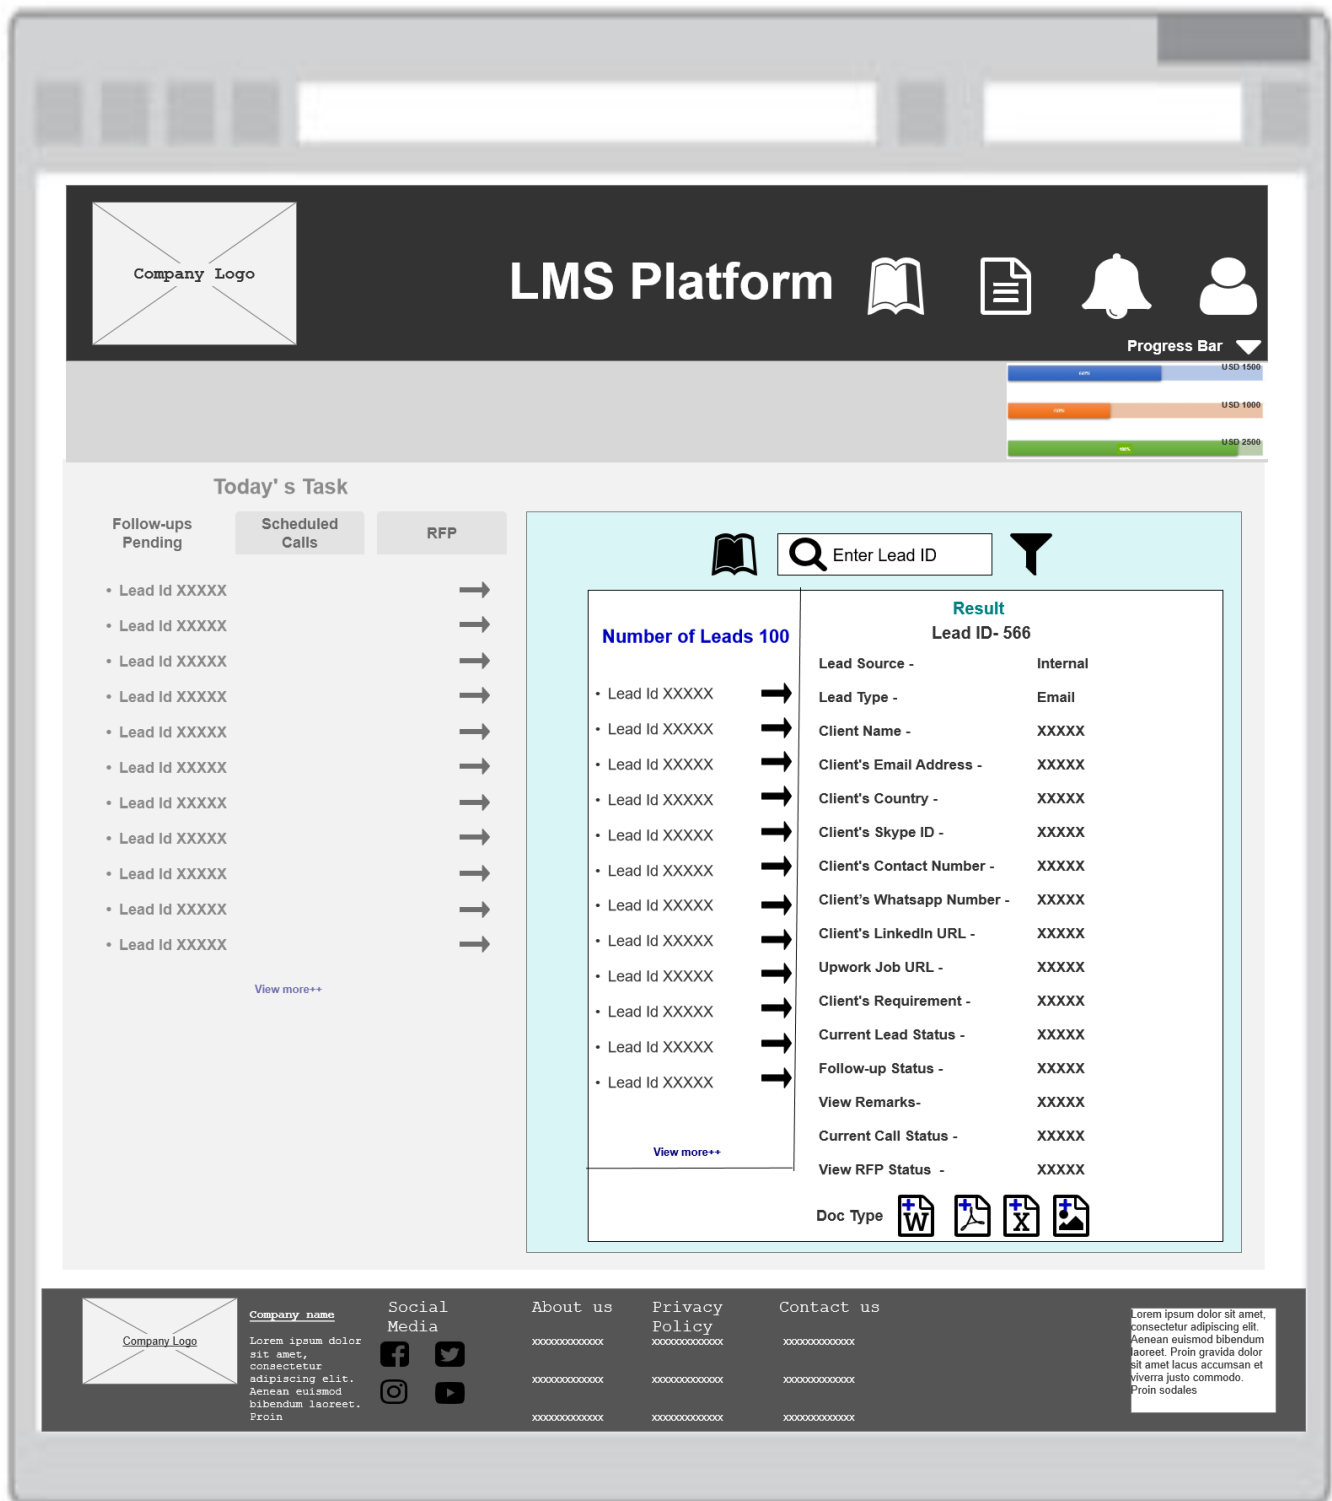 Company Logo
LMS Platform
Progress Bar
60%
USD 1500
40%
USD 1000
USD 2500
Today' s Task
Follow-ups
Pending
Scheduled
Calls
RFP
• Lead Id XXXXX
• Lead Id XXXXX
• Lead Id XXXXX
• Lead Id XXXXX
• Lead Id XXXXX
• Lead Id XXXXX
• Lead Id XXXXX
• Lead Id XXXXX
• Lead Id XXXXX
• Lead Id XXXXX
• Lead Id XXXXX
View more++
Enter Lead ID
Number of Leads 100
• Lead Id XXXXX
• Lead Id XXXXX
• Lead Id XXXXX
• Lead Id XXXXX
• Lead Id XXXXX
• Lead Id XXXXX
• Lead Id XXXXX
• Lead Id XXXXX
• Lead Id XXXXX
• Lead Id XXXXX
• Lead Id XXXXX
• Lead Id XXXXX
View more++
Result
Lead ID- 566
Lead Source - Internal
Lead Type - Email
Client Name - XXXXX
Client's Email Address - XXXXX
Client's Country - XXXXX
Client's Skype ID - XXXXX
Client's Contact Number - XXXXX
Client’s Whatsapp Number - XXXXX
Client's LinkedIn URL - XXXXX
Upwork Job URL - XXXXX
Client's Requirement - XXXXX
Current Lead Status - XXXXX
Follow-up Status - XXXXX
View Remarks- XXXXX
Current Call Status - XXXXX
View RFP Status - XXXXX
Doc Type
W
X
Company Logo
Company name
Lorem ipsum dolor
sit amet,
consectetur
adipiscing elit.
Aenean euismod
bibendum laoreet.
Proin
Social
Media
About us
xxxxxxxxxxxxx
xxxxxxxxxxxxx
xxxxxxxxxxxxx
Privacy
Policy
xxxxxxxxxxxxx
xxxxxxxxxxxxx
xxxxxxxxxxxxx
Contact us
xxxxxxxxxxxxx
xxxxxxxxxxxxx
xxxxxxxxxxxxx
Lorem ipsum dolor sit amet,
consectetur adipiscing elit.
Aenean euismod bibendum
laoreet. Proin gravida dolor
sit amet lacus accumsan et
viverra justo commodo.
Proin sodales